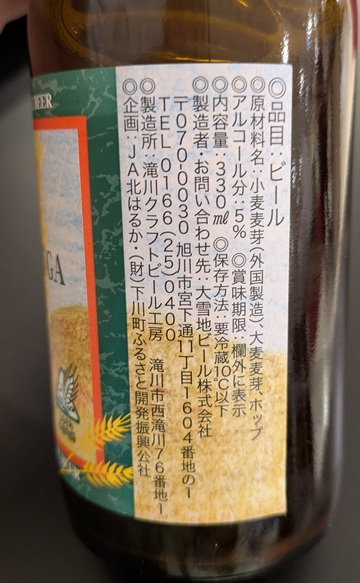 ◎品目：ビール
◎原材料名：小麦麦芽（外国製造）、大麦麦芽、ホップ
◎アルコール分：5％ ◎賞味期限：欄外に表示
◎内容量：330㎖ ◎保存方法：要冷蔵10℃以下
◎製造者・お問い合わせ先：大雪地ビール株式会社
〒070-0030 旭川市宮下通11丁目1604番地の1
TEL 0166(25)0400
◎製造所：滝川クラフトビール工房 滝川市西滝川76番地1
◎企画：JA北はるか・(財)下川町ふるさと開発振興公社
BEER
GA